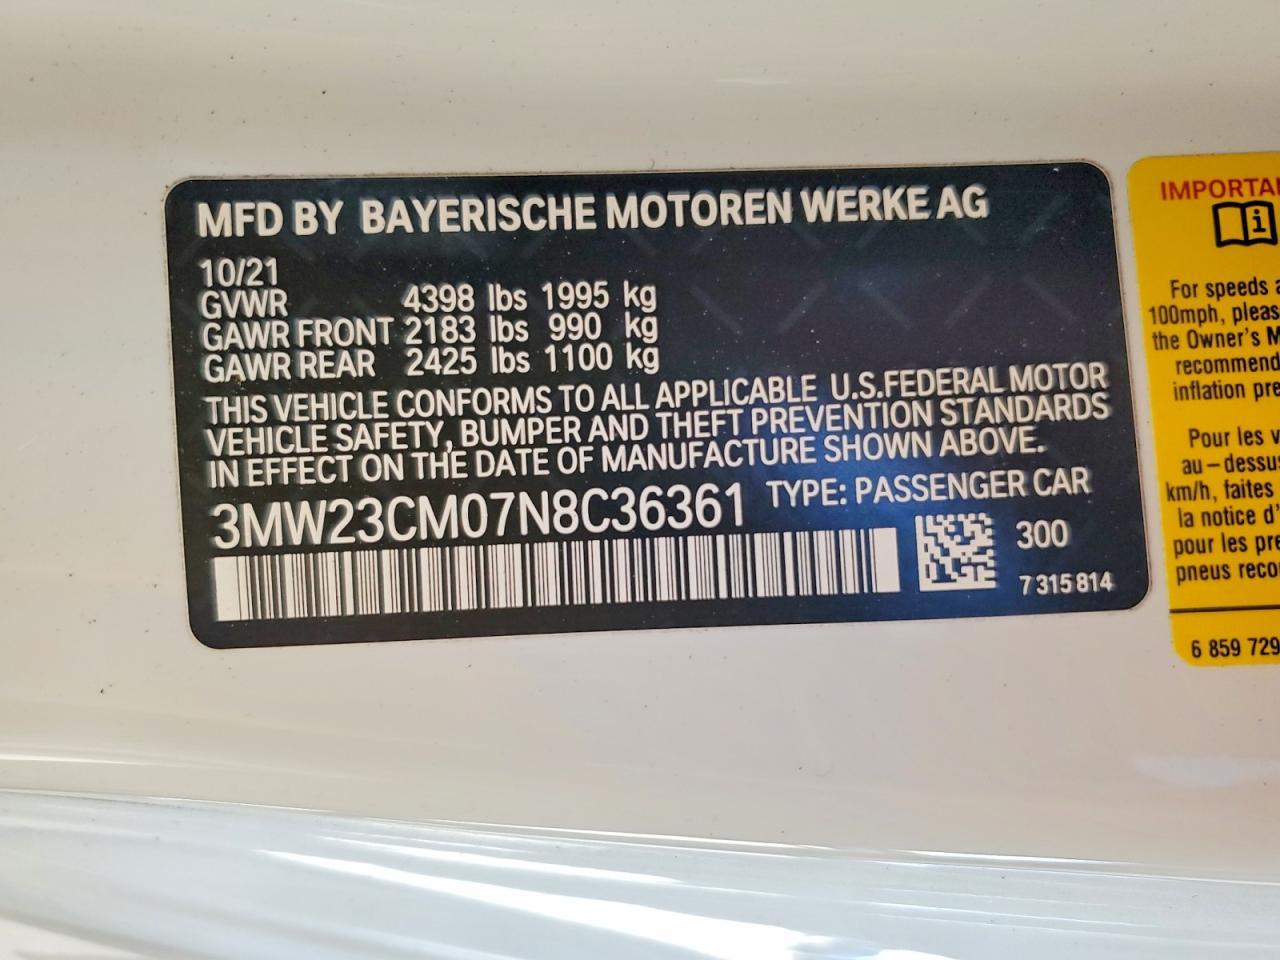 MFD BY BAYERISCHE MOTOREN WERKE AG
10/21
GVWR 4398 lbs 1995 kg
GAWR FRONT 2183 lbs 990 kg
GAWR REAR 2425 lbs 1100 kg
THIS VEHICLE CONFORMS TO ALL APPLICABLE U.S.FEDERAL MOTOR
VEHICLE SAFETY, BUMPER AND THEFT PREVENTION STANDARDS
IN EFFECT ON THE DATE OF MANUFACTURE SHOWN ABOVE.
3MW23CM07N8C36361 TYPE: PASSENGER CAR
300
7315814
IMPORTA
i
For speeds
100mph, pleas
the Owner's M
recommend
inflation pre
Pour les v
au-dessu
km/h, faites
la notice d'
pour les pre
pneus reco
6 859 729